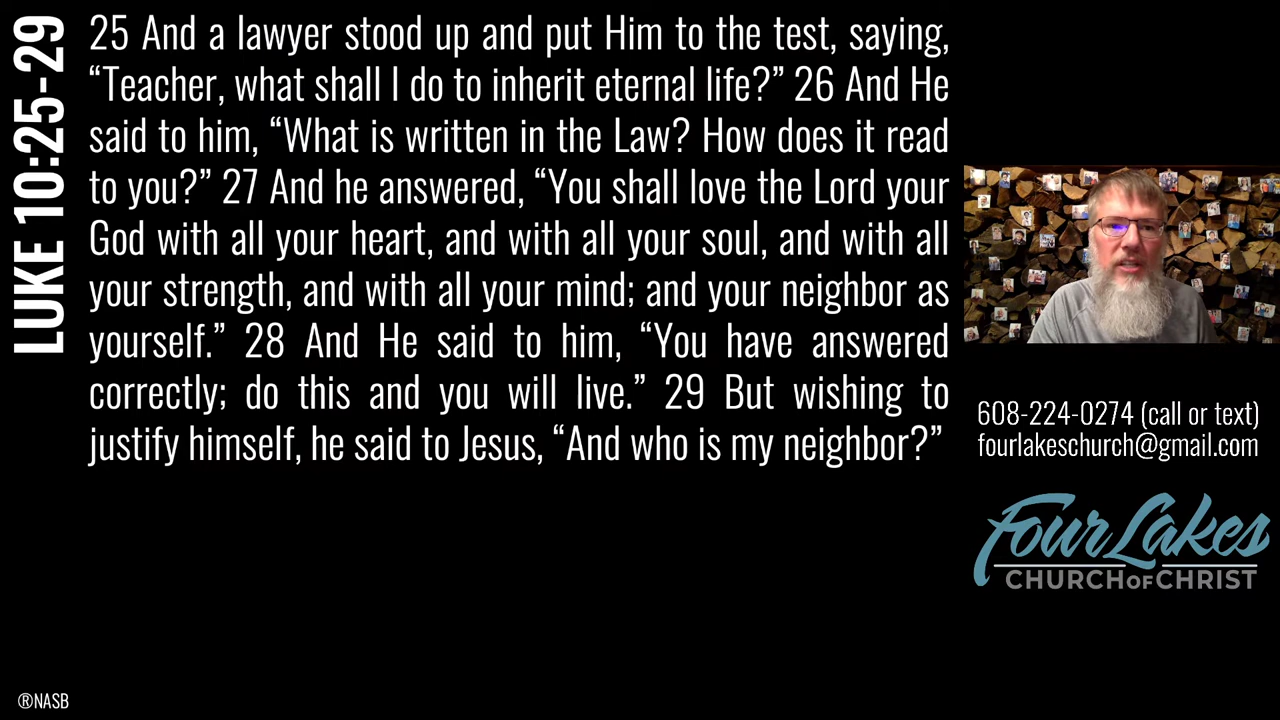 LUKE 10:25-29
25 And a lawyer stood up and put Him to the test, saying,
“Teacher, what shall I do to inherit eternal life?” 26 And He
said to him, “What is written in the Law? How does it read
to you?” 27 And he answered, “You shall love the Lord your
God with all your heart, and with all your soul, and with all
your strength, and with all your mind; and your neighbor as
yourself.” 28 And He said to him, “You have answered
correctly; do this and you will live.” 29 But wishing to
justify himself, he said to Jesus, “And who is my neighbor?”
608-224-0274 (call or text)
fourlakeschurch@gmail.com
Four Lakes
CHURCH OF CHRIST
®NASB